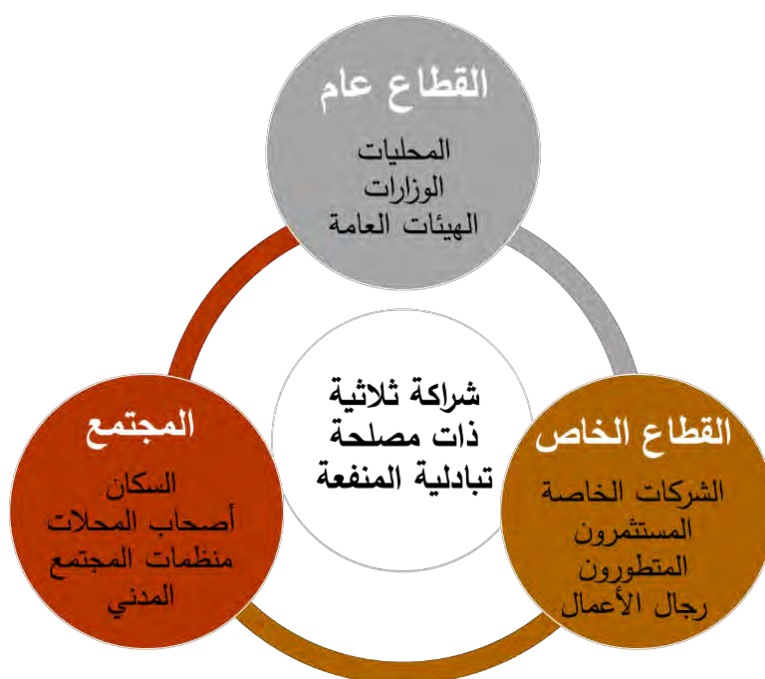 القطاع عام
المحليات
الوزارات
الهيئات العامة
شراكة ثلاثية
ذات مصلحة
تبادلية المنفعة
القطاع الخاص
الشركات الخاصة
المستثمرون
المتطورون
رجال الأعمال
المجتمع
السكان
أصحاب المحلات
منظمات المجتمع
المدني